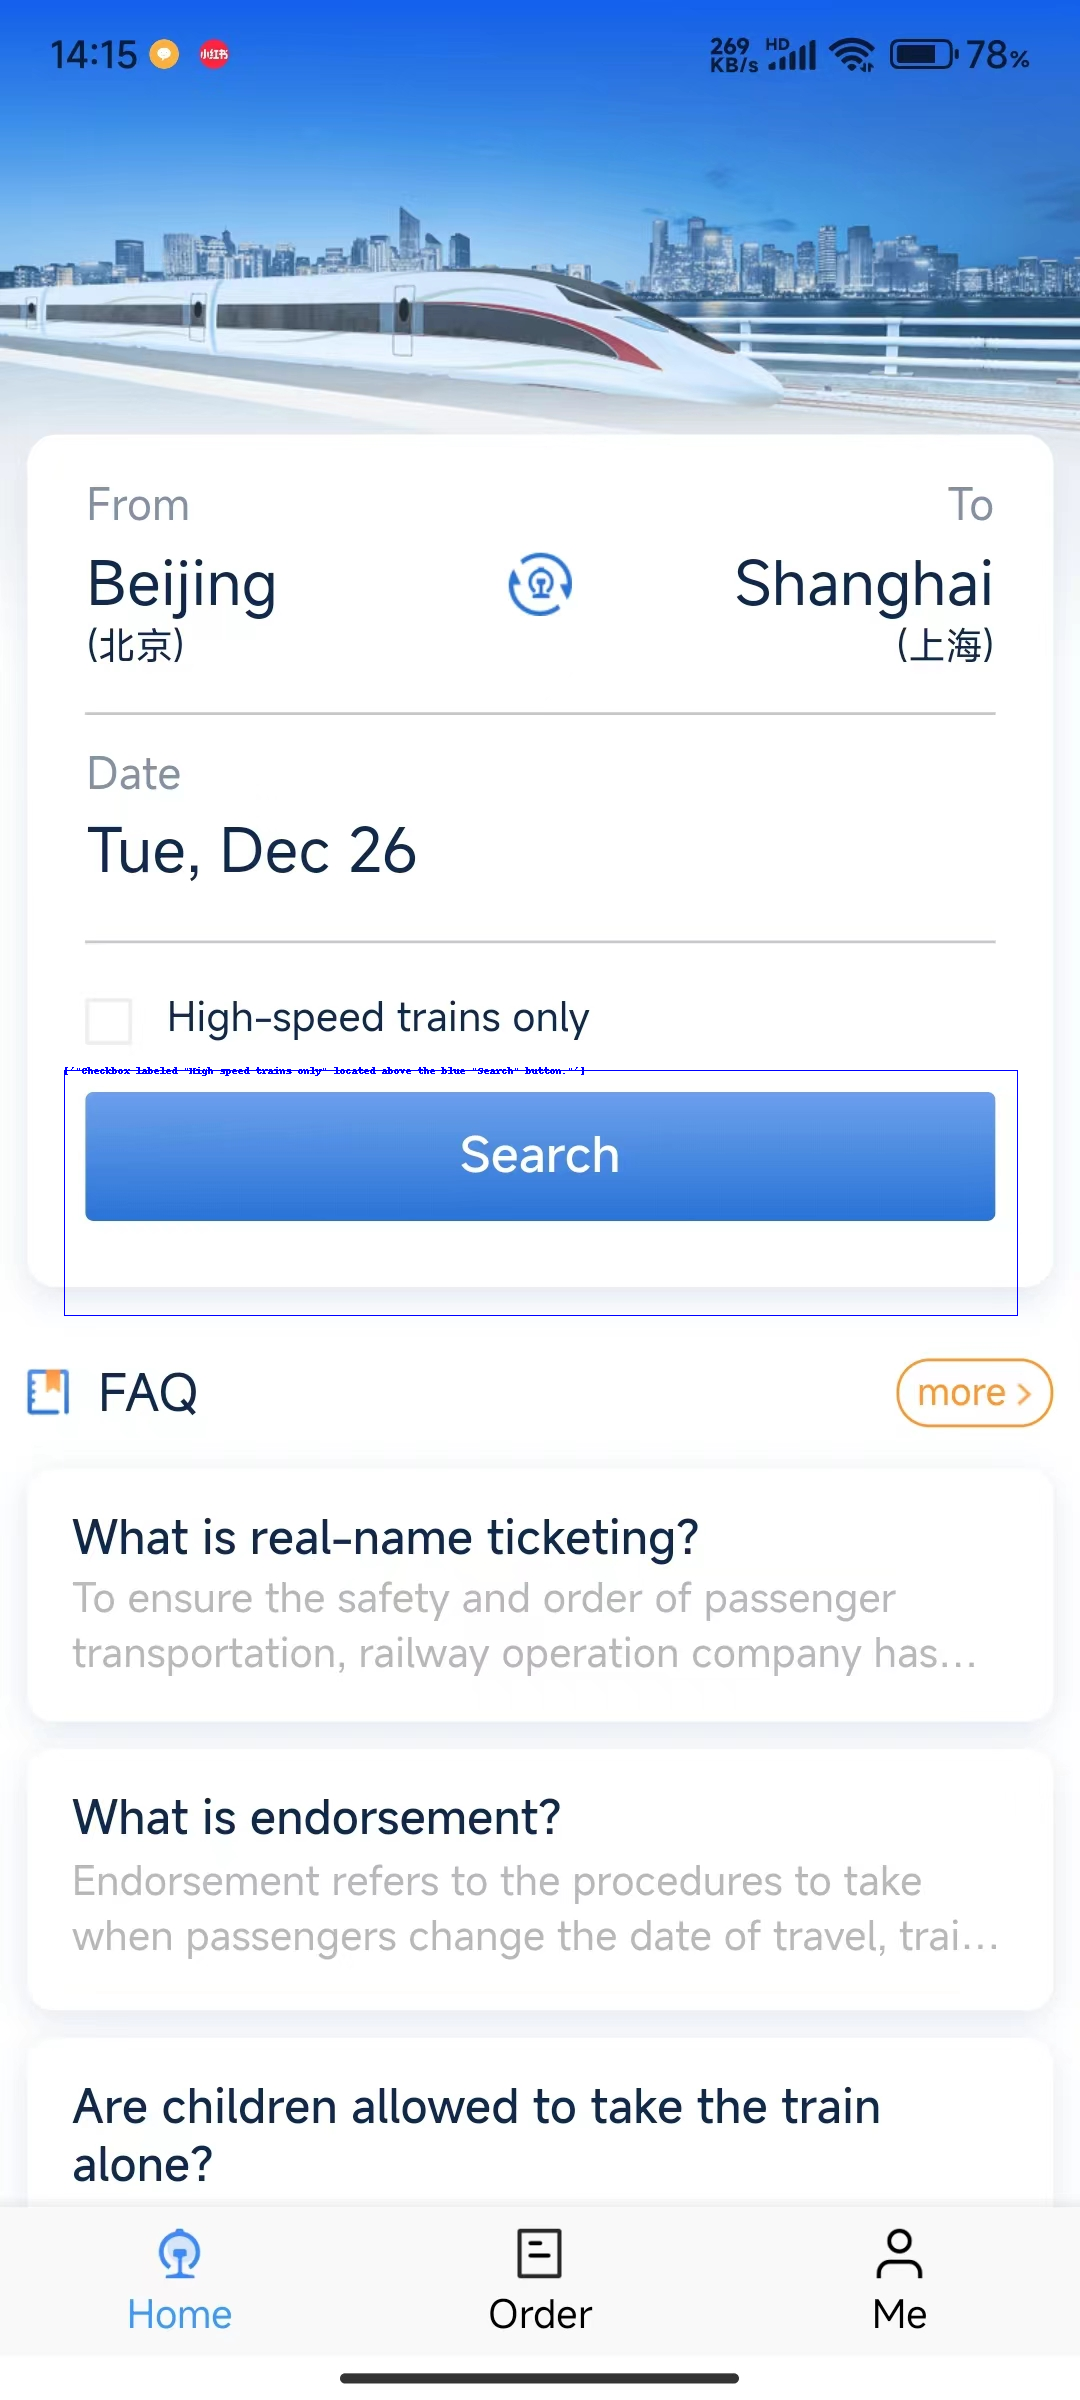 14:15 小红书 269 KB/s HD 78%
From To
Beijing Shanghai
(北京) (上海)
Date
Tue, Dec 26
High-speed trains only
['"Checkbox labeled "High speed trains only" located above the blue "Search" button."']
Search
FAQ more >
What is real-name ticketing?
To ensure the safety and order of passenger
transportation, railway operation company has...
What is endorsement?
Endorsement refers to the procedures to take
when passengers change the date of travel, trai...
Are children allowed to take the train
alone?
Home Order Me